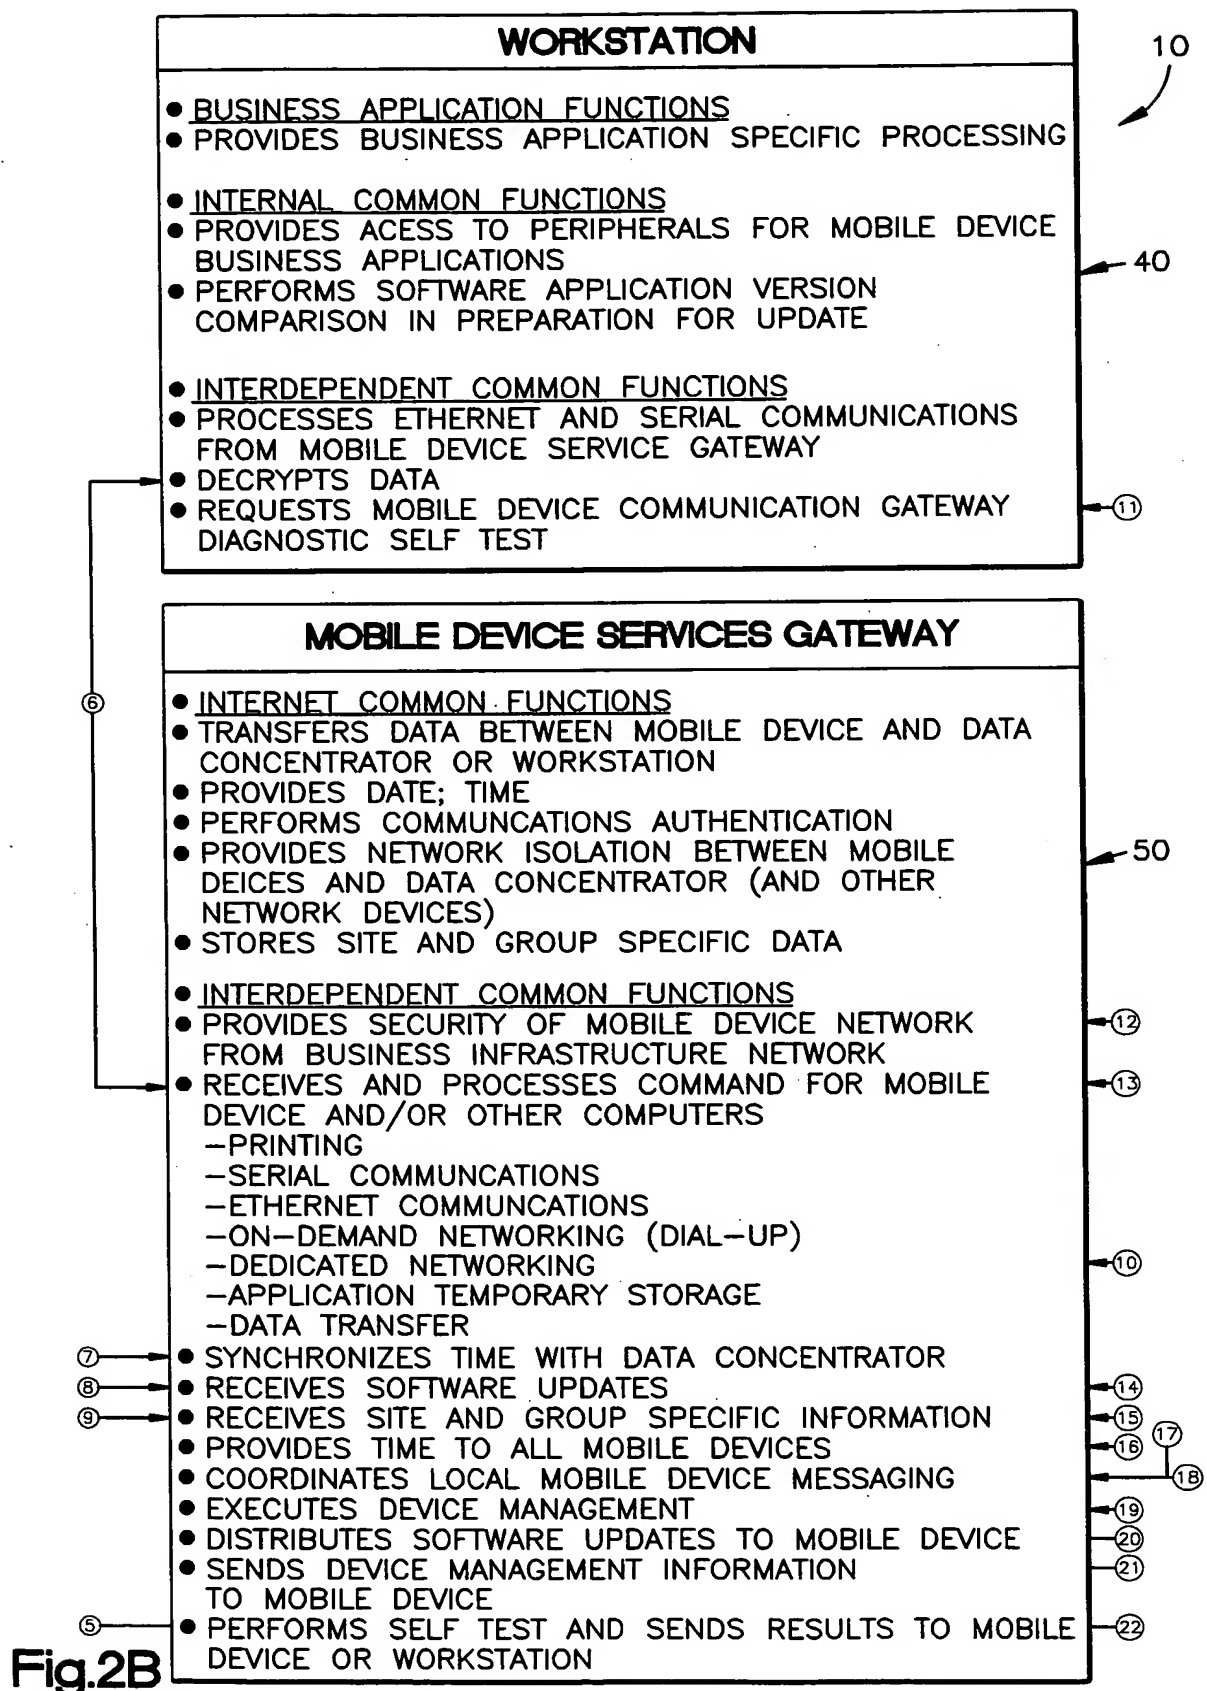 WORKSTATION
10
● BUSINESS APPLICATION FUNCTIONS
● PROVIDES BUSINESS APPLICATION SPECIFIC PROCESSING
● INTERNAL COMMON FUNCTIONS
● PROVIDES ACESS TO PERIPHERALS FOR MOBILE DEVICE
BUSINESS APPLICATIONS
40
● PERFORMS SOFTWARE APPLICATION VERSION
COMPARISON IN PREPARATION FOR UPDATE
● INTERDEPENDENT COMMON FUNCTIONS
● PROCESSES ETHERNET AND SERIAL COMMUNICATIONS
FROM MOBILE DEVICE SERVICE GATEWAY
● DECRYPTS DATA
● REQUESTS MOBILE DEVICE COMMUNICATION GATEWAY
11
DIAGNOSTIC SELF TEST
MOBILE DEVICE SERVICES GATEWAY
6
● INTERNET COMMON FUNCTIONS
● TRANSFERS DATA BETWEEN MOBILE DEVICE AND DATA
CONCENTRATOR OR WORKSTATION
● PROVIDES DATE; TIME
● PERFORMS COMMUNCATIONS AUTHENTICATION
● PROVIDES NETWORK ISOLATION BETWEEN MOBILE
50
DEICES AND DATA CONCENTRATOR (AND OTHER
NETWORK DEVICES)
● STORES SITE AND GROUP SPECIFIC DATA
● INTERDEPENDENT COMMON FUNCTIONS
● PROVIDES SECURITY OF MOBILE DEVICE NETWORK
12
FROM BUSINESS INFRASTRUCTURE NETWORK
● RECEIVES AND PROCESSES COMMAND FOR MOBILE
13
DEVICE AND/OR OTHER COMPUTERS
–PRINTING
–SERIAL COMMUNCATIONS
–ETHERNET COMMUNCATIONS
–ON–DEMAND NETWORKING (DIAL–UP)
–DEDICATED NETWORKING
10
–APPLICATION TEMPORARY STORAGE
–DATA TRANSFER
7
● SYNCHRONIZES TIME WITH DATA CONCENTRATOR
8
● RECEIVES SOFTWARE UPDATES
14
9
● RECEIVES SITE AND GROUP SPECIFIC INFORMATION
15
● PROVIDES TIME TO ALL MOBILE DEVICES
16
17
● COORDINATES LOCAL MOBILE DEVICE MESSAGING
18
● EXECUTES DEVICE MANAGEMENT
19
● DISTRIBUTES SOFTWARE UPDATES TO MOBILE DEVICE
20
● SENDS DEVICE MANAGEMENT INFORMATION
21
TO MOBILE DEVICE
5
● PERFORMS SELF TEST AND SENDS RESULTS TO MOBILE
22
DEVICE OR WORKSTATION
Fig.2B